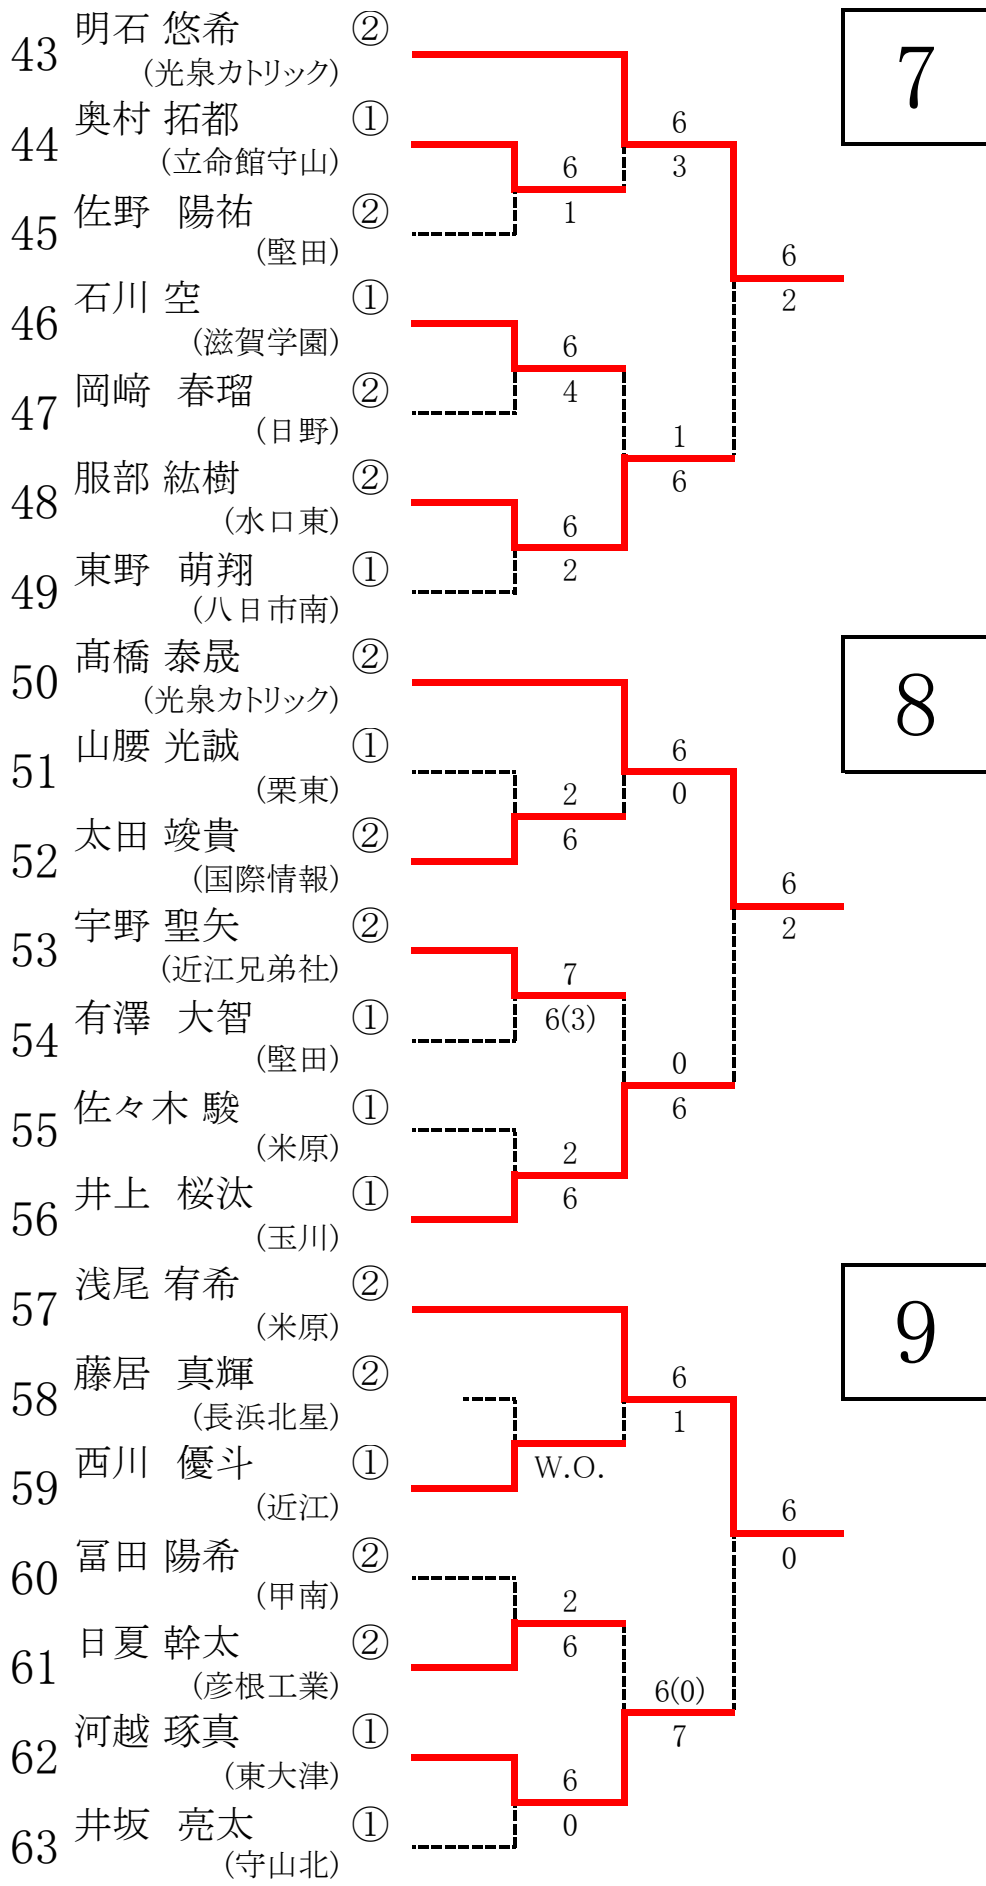 明石 悠希 ②
43
(光泉カトリック)
7
奥村 拓都 ①
44
(立命館守山)
6
3
6
1
佐野 陽祐 ②
45
(堅田)
6
2
石川 空 ①
46
(滋賀学園)
6
4
岡﨑 春瑠 ②
47
(日野)
1
6
服部 紘樹 ②
48
(水口東)
6
2
東野 萌翔 ①
49
(八日市南)
髙橋 泰晟 ②
50
(光泉カトリック)
8
山腰 光誠 ①
51
(栗東)
6
0
2
6
太田 竣貴 ②
52
(国際情報)
6
2
宇野 聖矢 ②
53
(近江兄弟社)
7
6(3)
有澤 大智 ①
54
(堅田)
0
6
佐々木 駿 ①
55
(米原)
2
6
井上 桜汰 ①
56
(玉川)
浅尾 宥希 ②
57
(米原)
9
藤居 真輝 ②
58
(長浜北星)
6
1
W.O.
西川 優斗 ①
59
(近江)
6
0
冨田 陽希 ②
60
(甲南)
2
6
日夏 幹太 ②
61
(彦根工業)
6(0)
7
河越 琢真 ①
62
(東大津)
6
0
井坂 亮太 ①
63
(守山北)